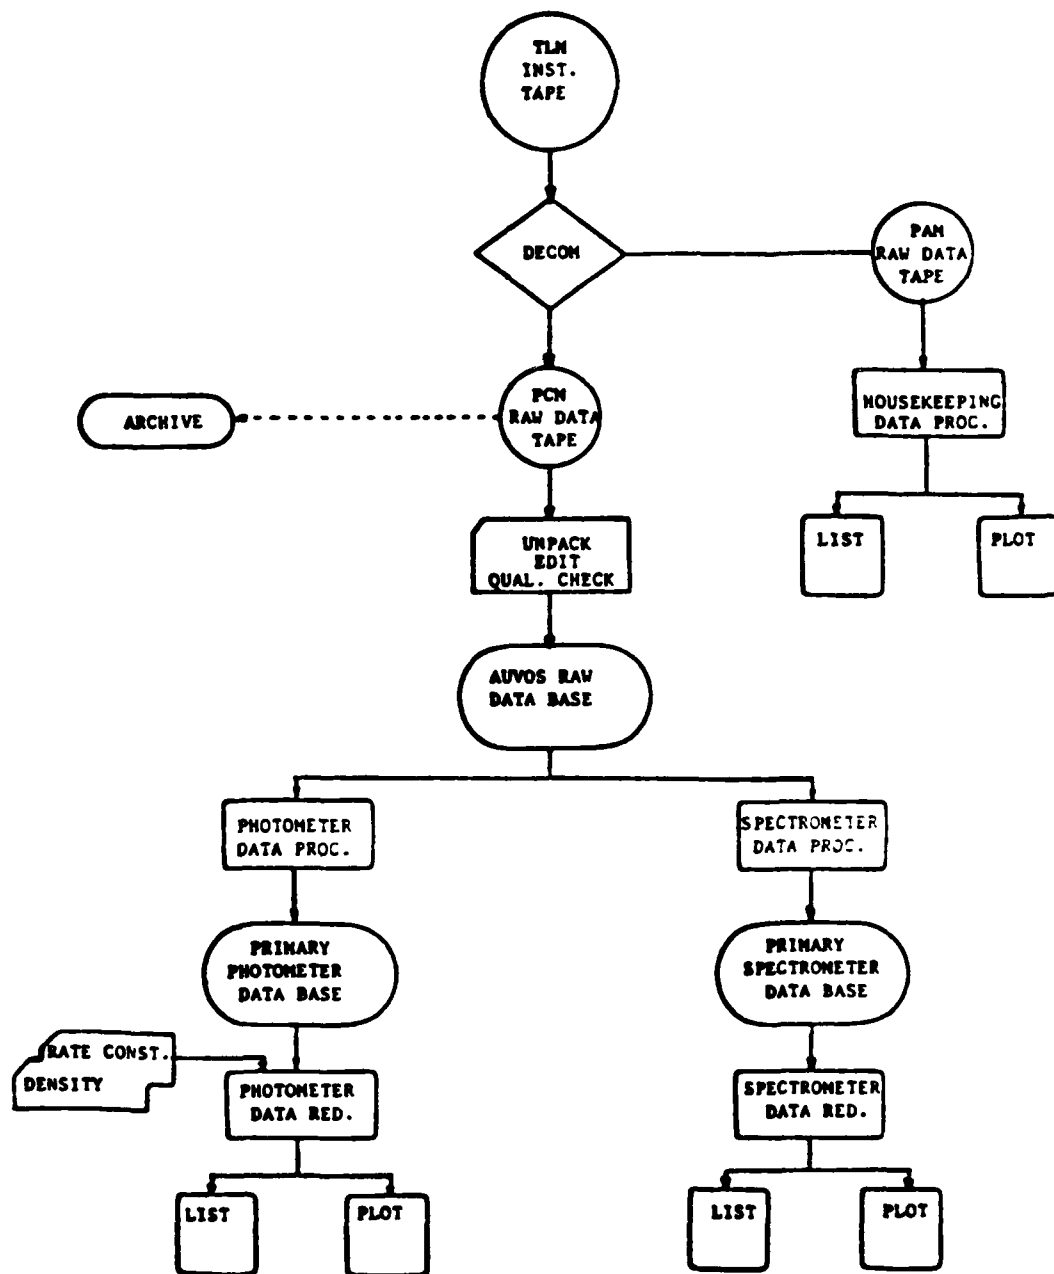 TLM
INST.
TAPE
DECOM
PAM
RAW DATA
TAPE
PCM
RAW DATA
TAPE
ARCHIVE
HOUSEKEEPING
DATA PROC.
LIST
PLOT
UNPACK
EDIT
QUAL. CHECK
AUVOS RAW
DATA BASE
PHOTOMETER
DATA PROC.
SPECTROMETER
DATA PROC.
PRIMARY
PHOTOMETER
DATA BASE
PRIMARY
SPECTROMETER
DATA BASE
RATE CONST.
DENSITY
PHOTOMETER
DATA RED.
SPECTROMETER
DATA RED.
LIST
PLOT
LIST
PLOT